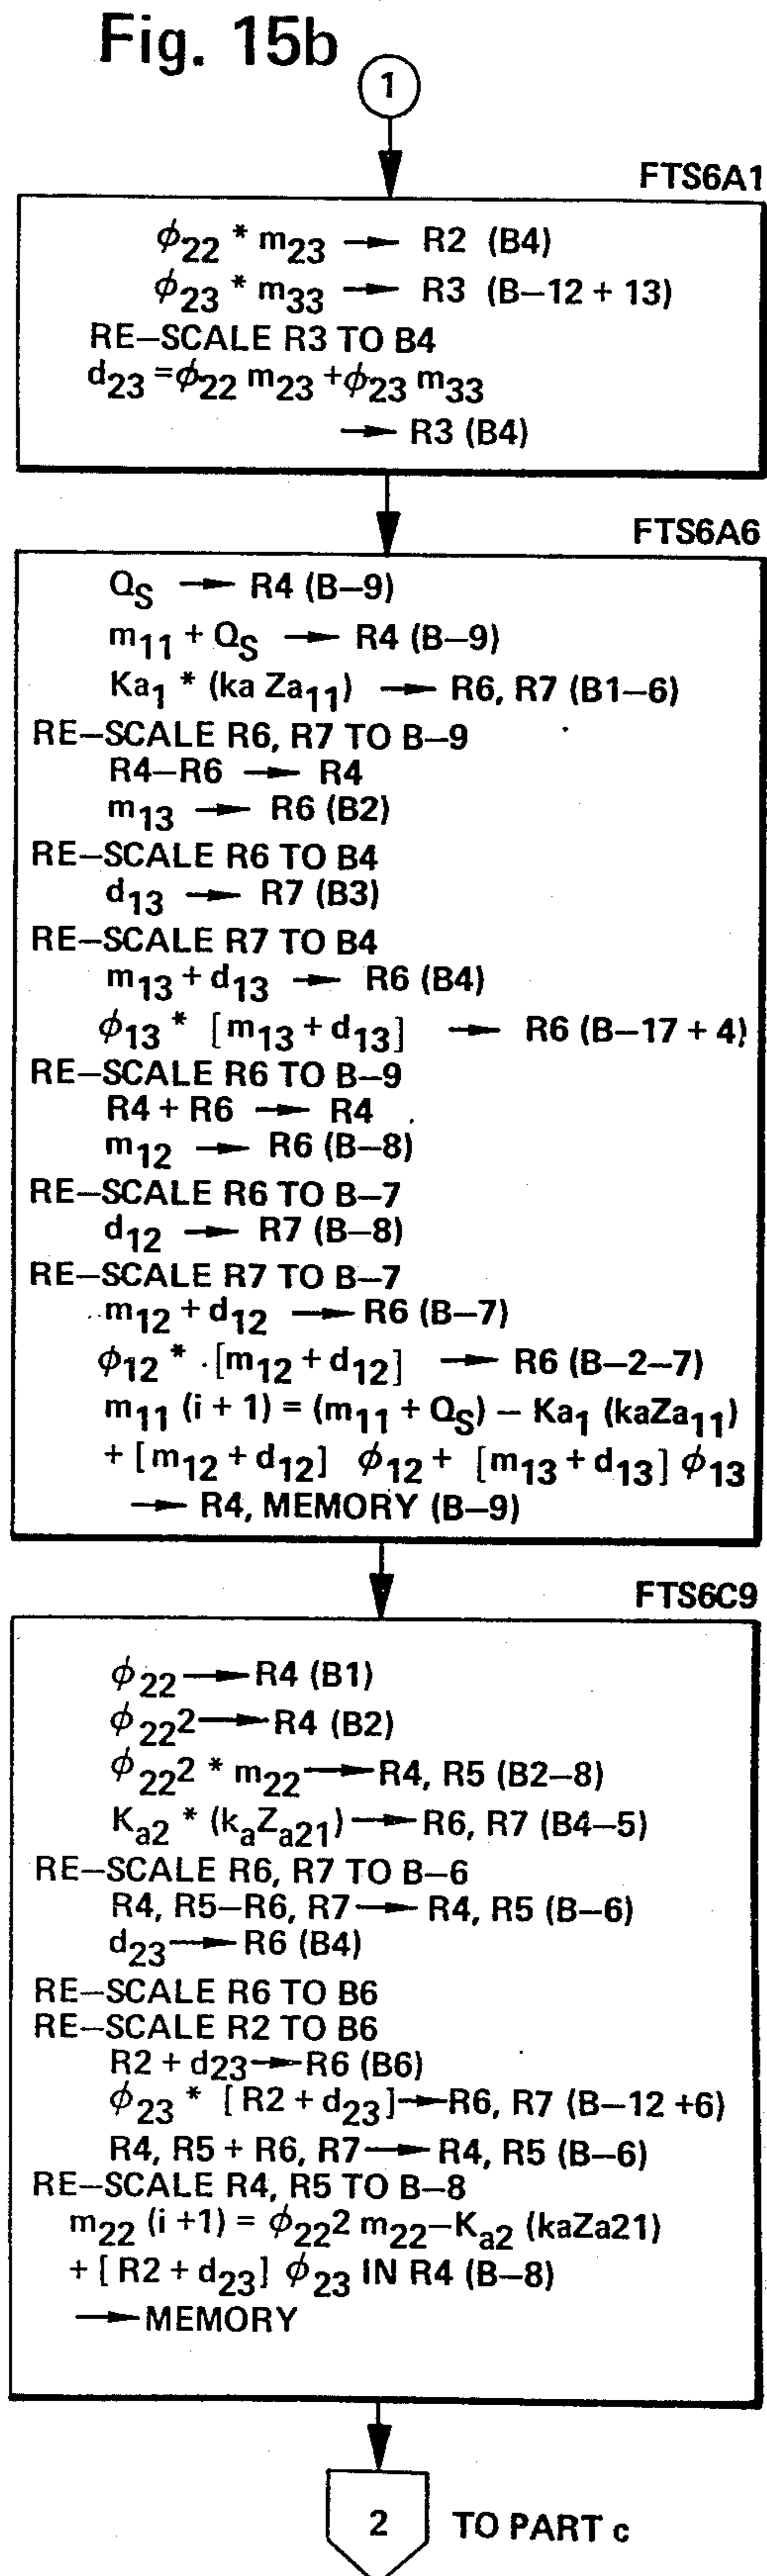 Fig. 15b
1
FTS6A1
ϕ22 * m23 → R2 (B4)
ϕ23 * m33 → R3 (B–12 + 13)
RE–SCALE R3 TO B4
d23 = ϕ22 m23 + ϕ23 m33
→ R3 (B4)
FTS6A6
QS → R4 (B–9)
m11 + QS → R4 (B–9)
Ka1 * (ka Za11) → R6, R7 (B1–6)
RE–SCALE R6, R7 TO B–9
R4–R6 → R4
m13 → R6 (B2)
RE–SCALE R6 TO B4
d13 → R7 (B3)
RE–SCALE R7 TO B4
m13 + d13 → R6 (B4)
ϕ13 * [m13 + d13] → R6 (B–17 + 4)
RE–SCALE R6 TO B–9
R4 + R6 → R4
m12 → R6 (B–8)
RE–SCALE R6 TO B–7
d12 → R7 (B–8)
RE–SCALE R7 TO B–7
m12 + d12 → R6 (B–7)
ϕ12 * [m12 + d12] → R6 (B–2–7)
m11 (i + 1) = (m11 + QS) – Ka1 (kaZa11)
+ [m12 + d12] ϕ12 + [m13 + d13] ϕ13
→ R4, MEMORY (B–9)
FTS6C9
ϕ22 → R4 (B1)
ϕ222 → R4 (B2)
ϕ222 * m22 → R4, R5 (B2–8)
Ka2 * (kaZa21) → R6, R7 (B4–5)
RE–SCALE R6, R7 TO B–6
R4, R5–R6, R7 → R4, R5 (B–6)
d23 → R6 (B4)
RE–SCALE R6 TO B6
RE–SCALE R2 TO B6
R2 + d23 → R6 (B6)
ϕ23 * [R2 + d23] → R6, R7 (B–12 +6)
R4, R5 + R6, R7 → R4, R5 (B–6)
RE–SCALE R4, R5 TO B–8
m22 (i +1) = ϕ222 m22 – Ka2 (kaZa21)
+ [R2 + d23] ϕ23 IN R4 (B–8)
→ MEMORY
2 TO PART c